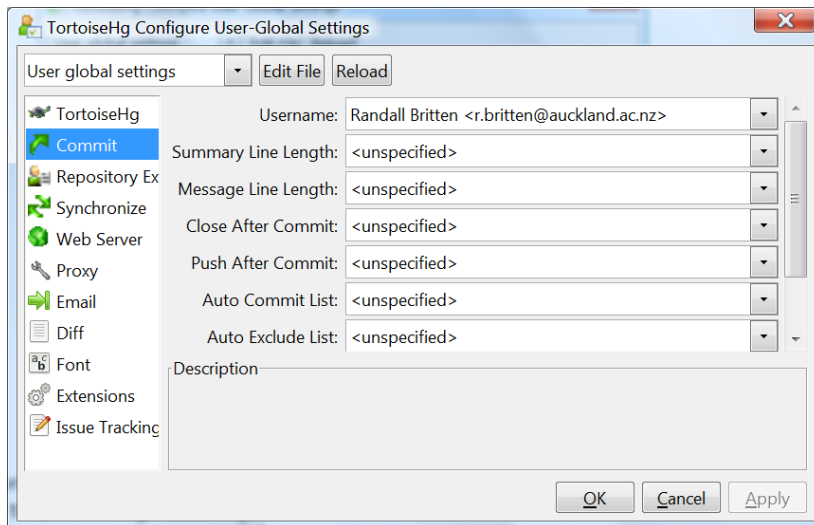 TortoiseHg Configure User-Global Settings
User global settings
Edit File
Reload
TortoiseHg
Commit
Repository Ex
Synchronize
Web Server
Proxy
Email
Diff
Font
Extensions
Issue Tracking
Username: Randall Britten <r.britten@auckland.ac.nz>
Summary Line Length: <unspecified>
Message Line Length: <unspecified>
Close After Commit: <unspecified>
Push After Commit: <unspecified>
Auto Commit List: <unspecified>
Auto Exclude List: <unspecified>
Description
OK
Cancel
Apply